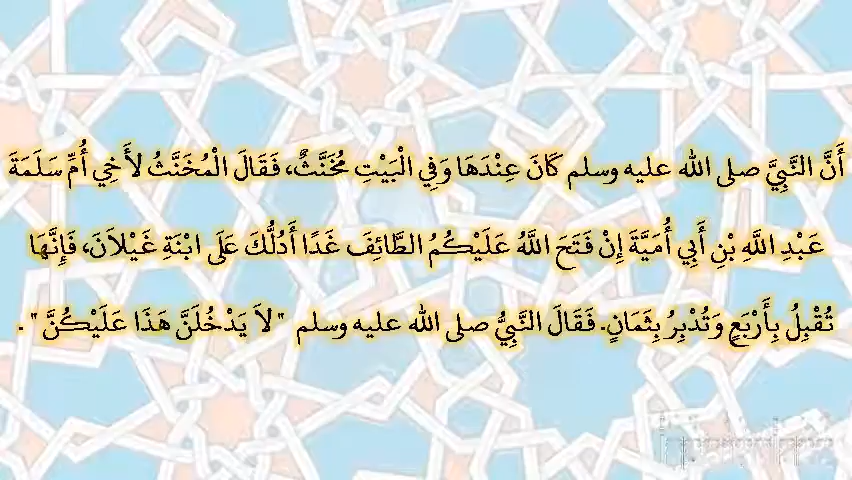 أَنَّ النَّبِيَّ صلى الله عليه وسلم كَانَ عِنْدَهَا وَفِي الْبَيْتِ مُخَنَّثٌ، فَقَالَ الْمُخَنَّثُ لأَخِي أُمِّ سَلَمَةَ
عَبْدِ اللَّهِ بْنِ أَبِي أُمَيَّةَ إِنْ فَتَحَ اللَّهُ عَلَيْكُمُ الطَّائِفَ غَدًا أَدُلُّكَ عَلَى ابْنَةِ غَيْلاَنَ، فَإِنَّهَا
تُقْبِلُ بِأَرْبَعٍ وَتُدْبِرُ بِثَمَانٍ. فَقَالَ النَّبِيُّ صلى الله عليه وسلم " لاَ يَدْخُلَنَّ هَذَا عَلَيْكُنَّ ".